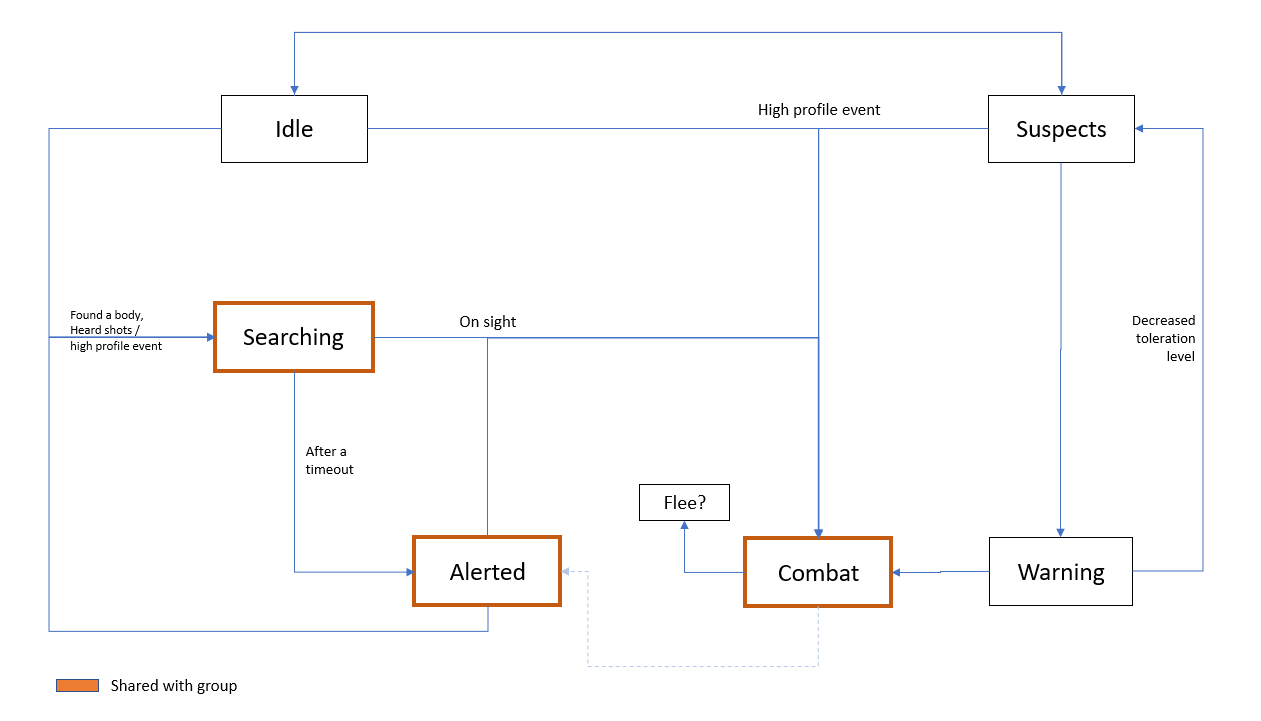 High profile event
Idle
Suspects
Found a body,
Heard shots /
high profile event
Searching
On sight
Decreased
toleration
level
After a
timeout
Flee?
Alerted
Combat
Warning
Shared with group